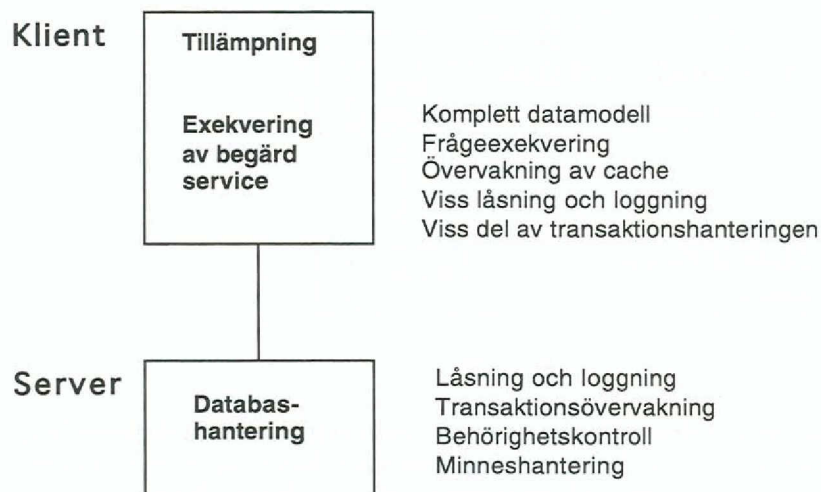 Klient
Tillämpning
Exekvering
av begärd
service
Komplett datamodell
Frågeexekvering
Övervakning av cache
Viss låsning och loggning
Viss del av transaktionshanteringen
Server
Databas-
hantering
Låsning och loggning
Transaktionsövervakning
Behörighetskontroll
Minneshantering